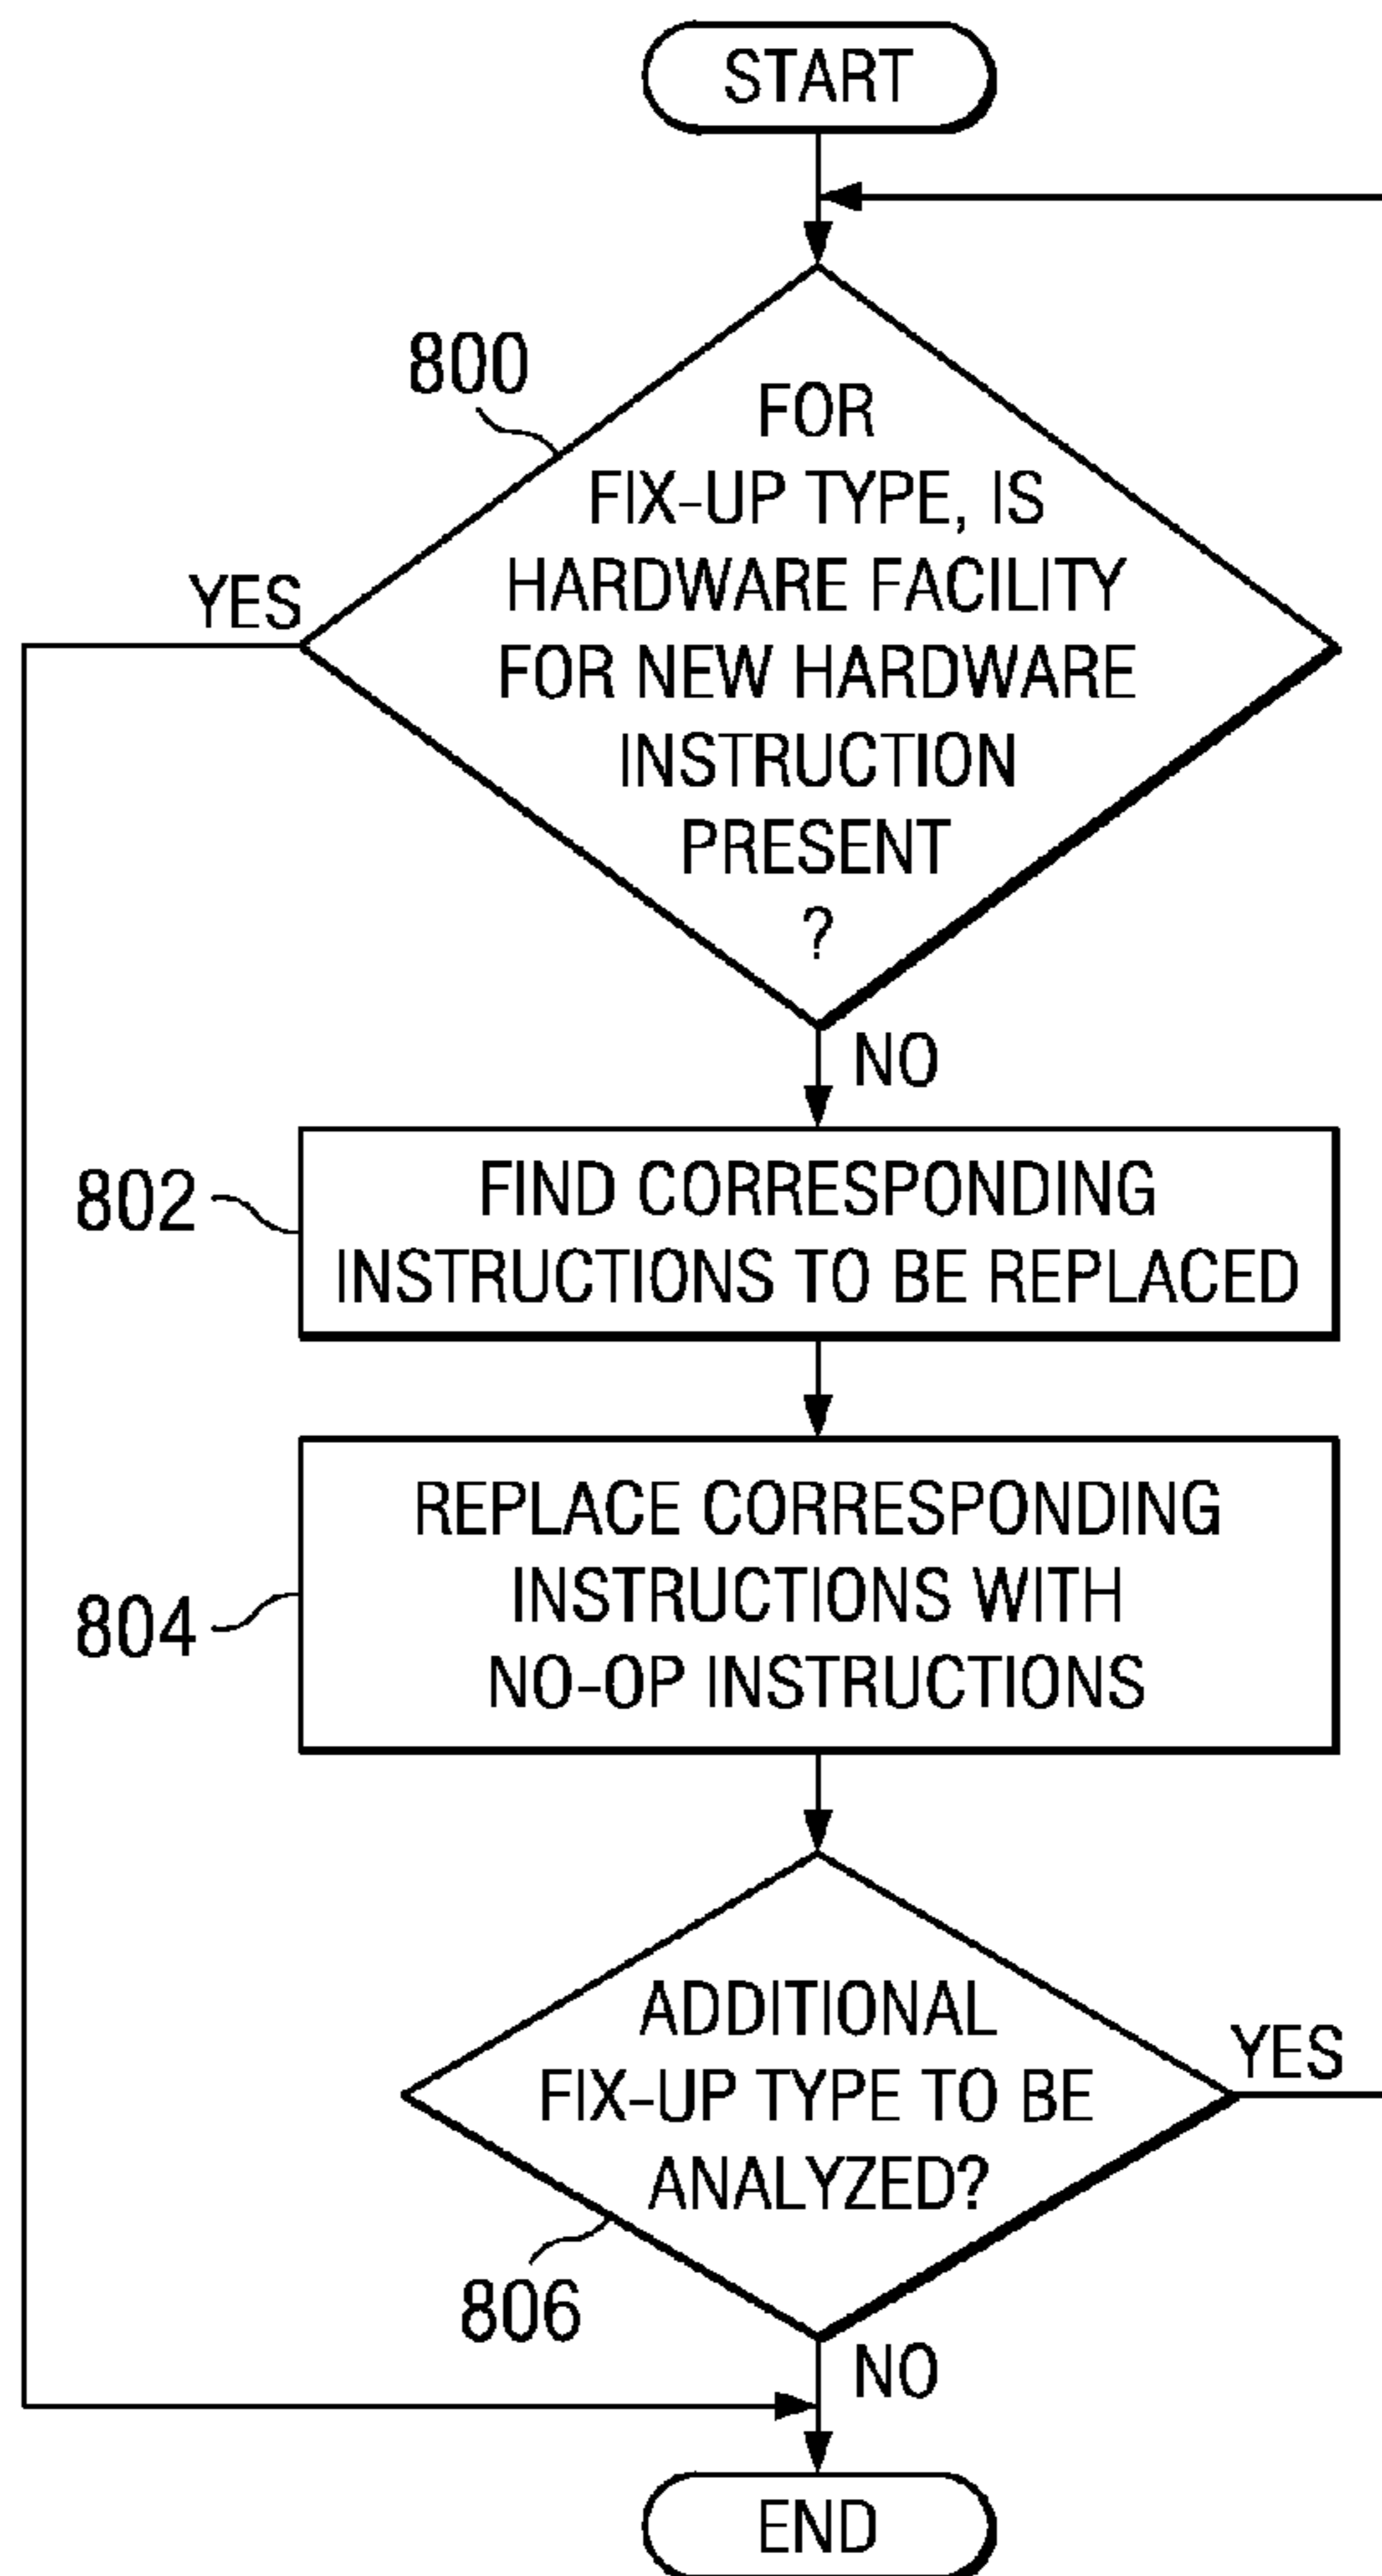 START
800
FOR
FIX-UP TYPE, IS
HARDWARE FACILITY
FOR NEW HARDWARE
INSTRUCTION
PRESENT
?
YES
NO
802
FIND CORRESPONDING
INSTRUCTIONS TO BE REPLACED
804
REPLACE CORRESPONDING
INSTRUCTIONS WITH
NO-OP INSTRUCTIONS
ADDITIONAL
FIX-UP TYPE TO BE
ANALYZED?
YES
806
NO
END